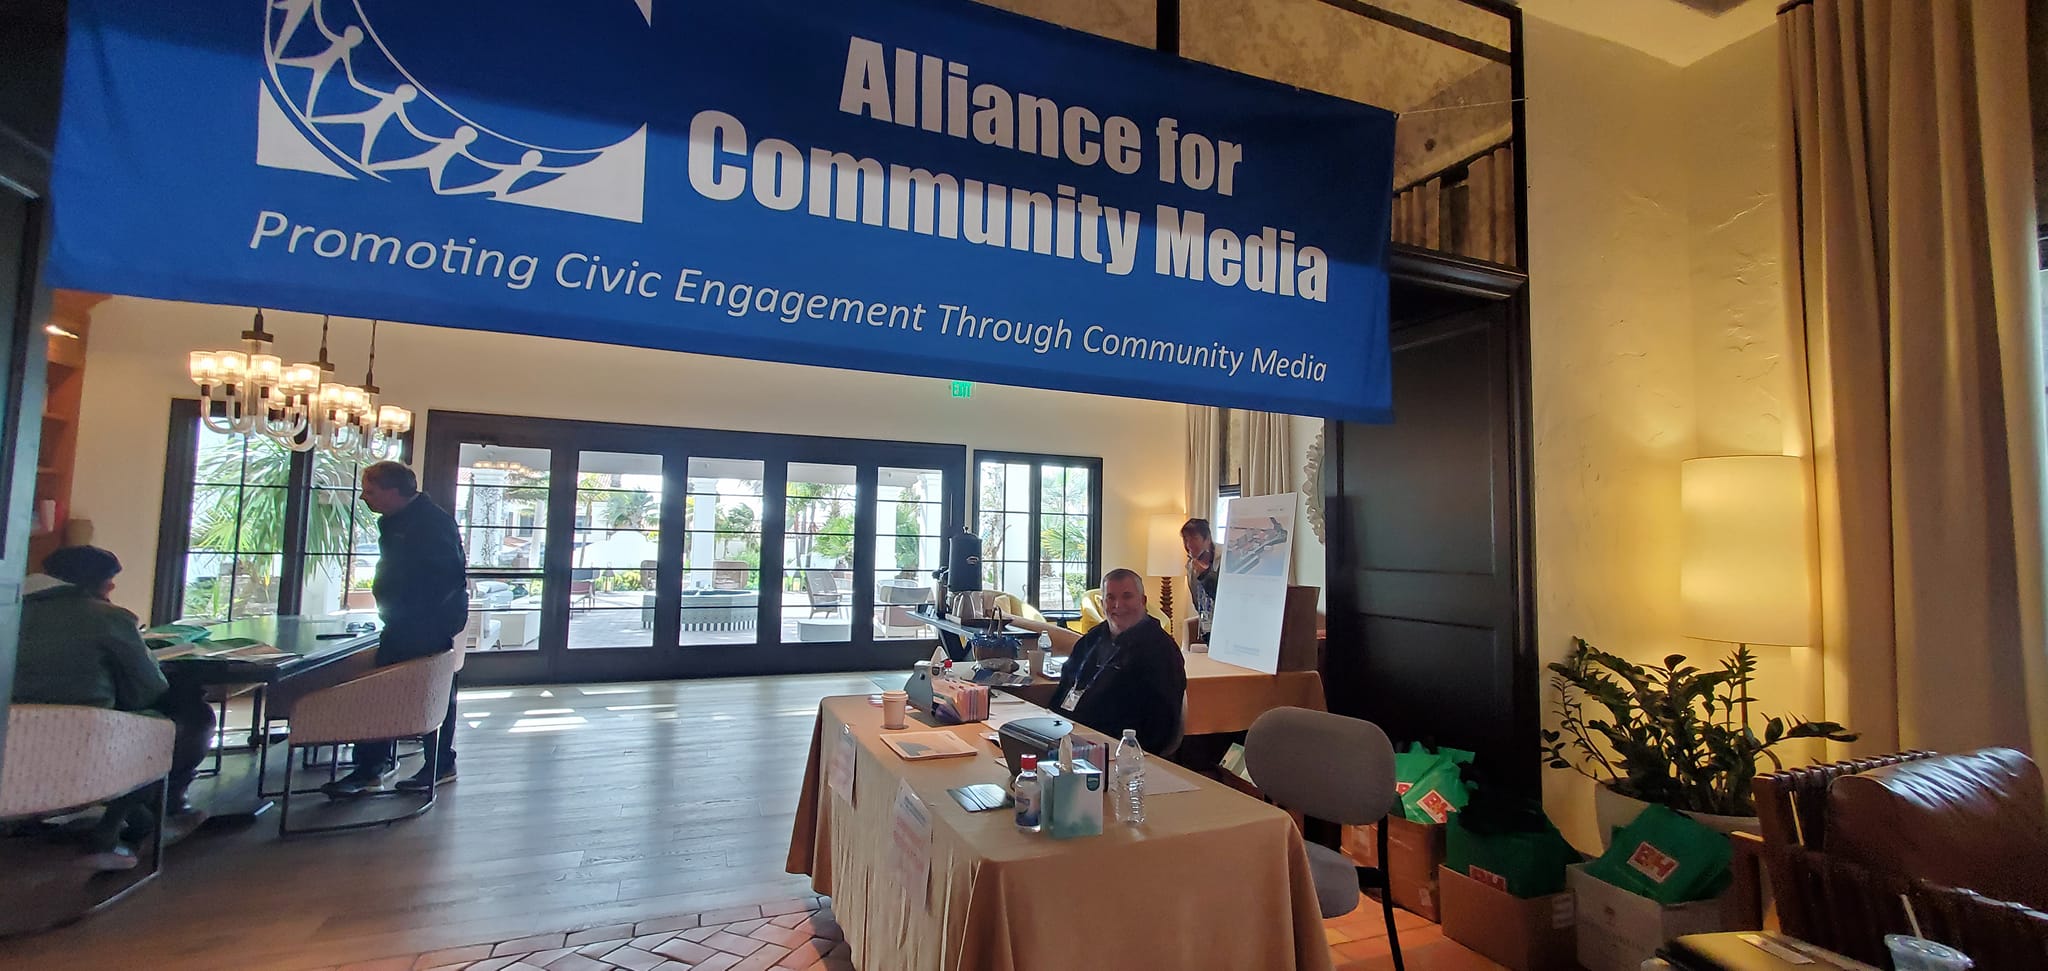 Alliance for
Community Media
Promoting Civic Engagement Through Community Media
EXIT
B&H
B&H